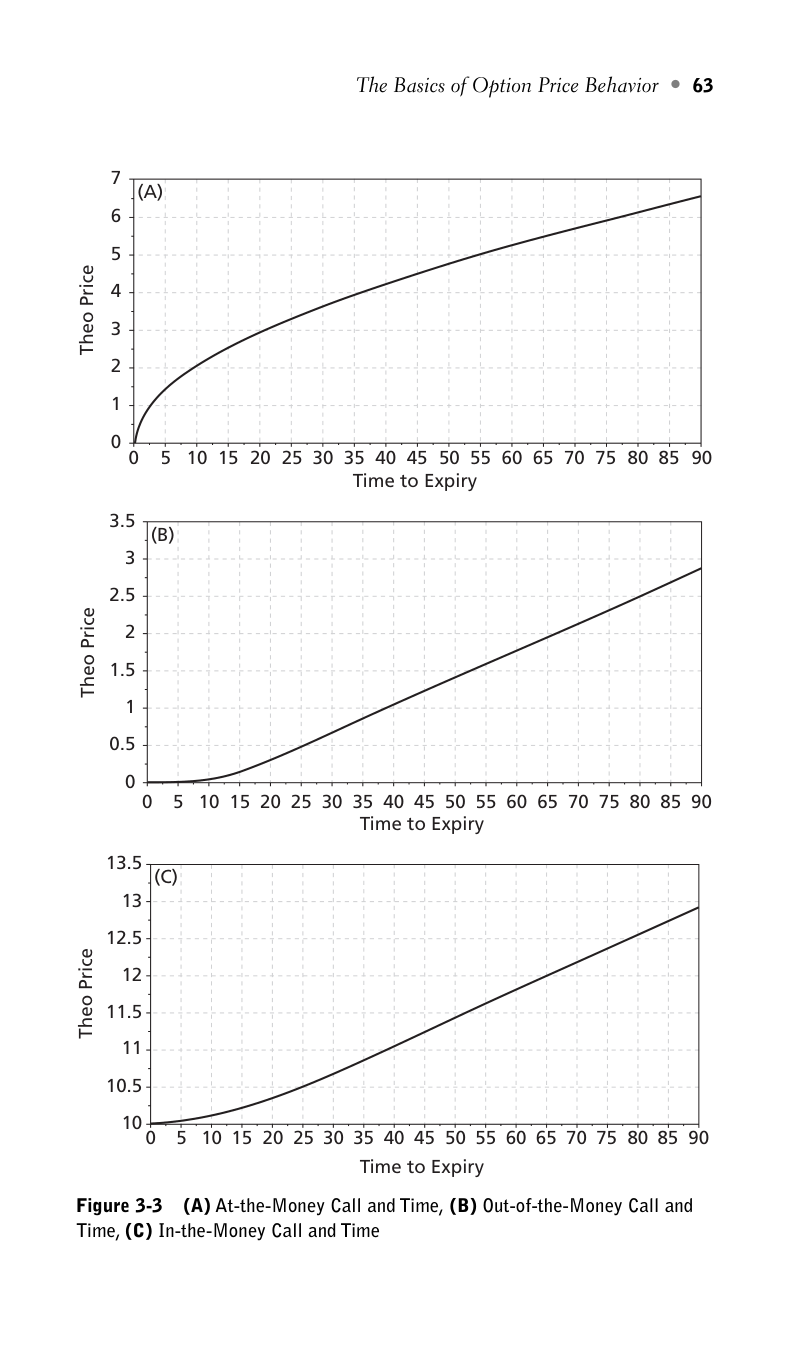 The Basics of Option Price Behavior • 63
7
(A)
6
5
4
3
2
1
0
Theo Price
0 5 10 15 20 25 30 35 40 45 50 55 60 65 70 75 80 85 90
Time to Expiry
3.5
(B)
3
2.5
2
1.5
1
0.5
0
Theo Price
0 5 10 15 20 25 30 35 40 45 50 55 60 65 70 75 80 85 90
Time to Expiry
13.5
(C)
13
12.5
12
11.5
11
10.5
10
Theo Price
0 5 10 15 20 25 30 35 40 45 50 55 60 65 70 75 80 85 90
Time to Expiry
Figure 3-3 (A) At-the-Money Call and Time, (B) Out-of-the-Money Call and
Time, (C) In-the-Money Call and Time